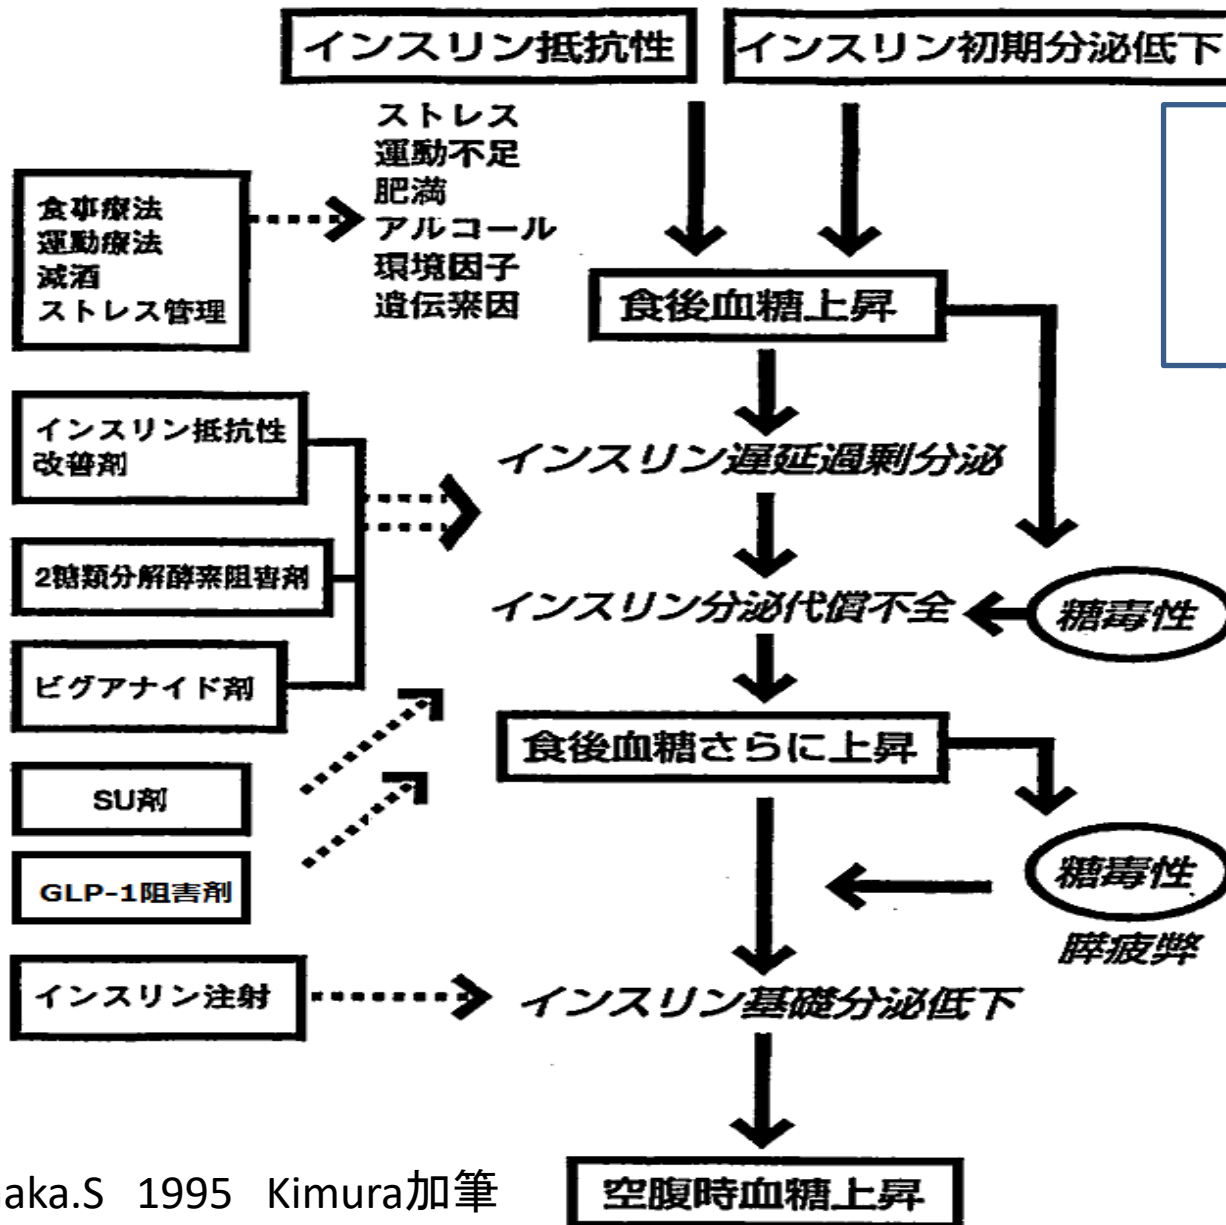 インスリン抵抗性
インスリン初期分泌低下
ストレス
運動不足
肥満
アルコール
環境因子
遺伝素因
食事療法
運動療法
減酒
ストレス管理
食後血糖上昇
インスリン抵抗性
改善剤
インスリン遅延過剰分泌
2糖類分解酵素阻害剤
インスリン分泌代償不全
糖毒性
ビグアナイド剤
食後血糖さらに上昇
SU剤
GLP-1阻害剤
糖毒性
膵疲弊
インスリン注射
インスリン基礎分泌低下
空腹時血糖上昇
aka.S 1995 Kimura加筆